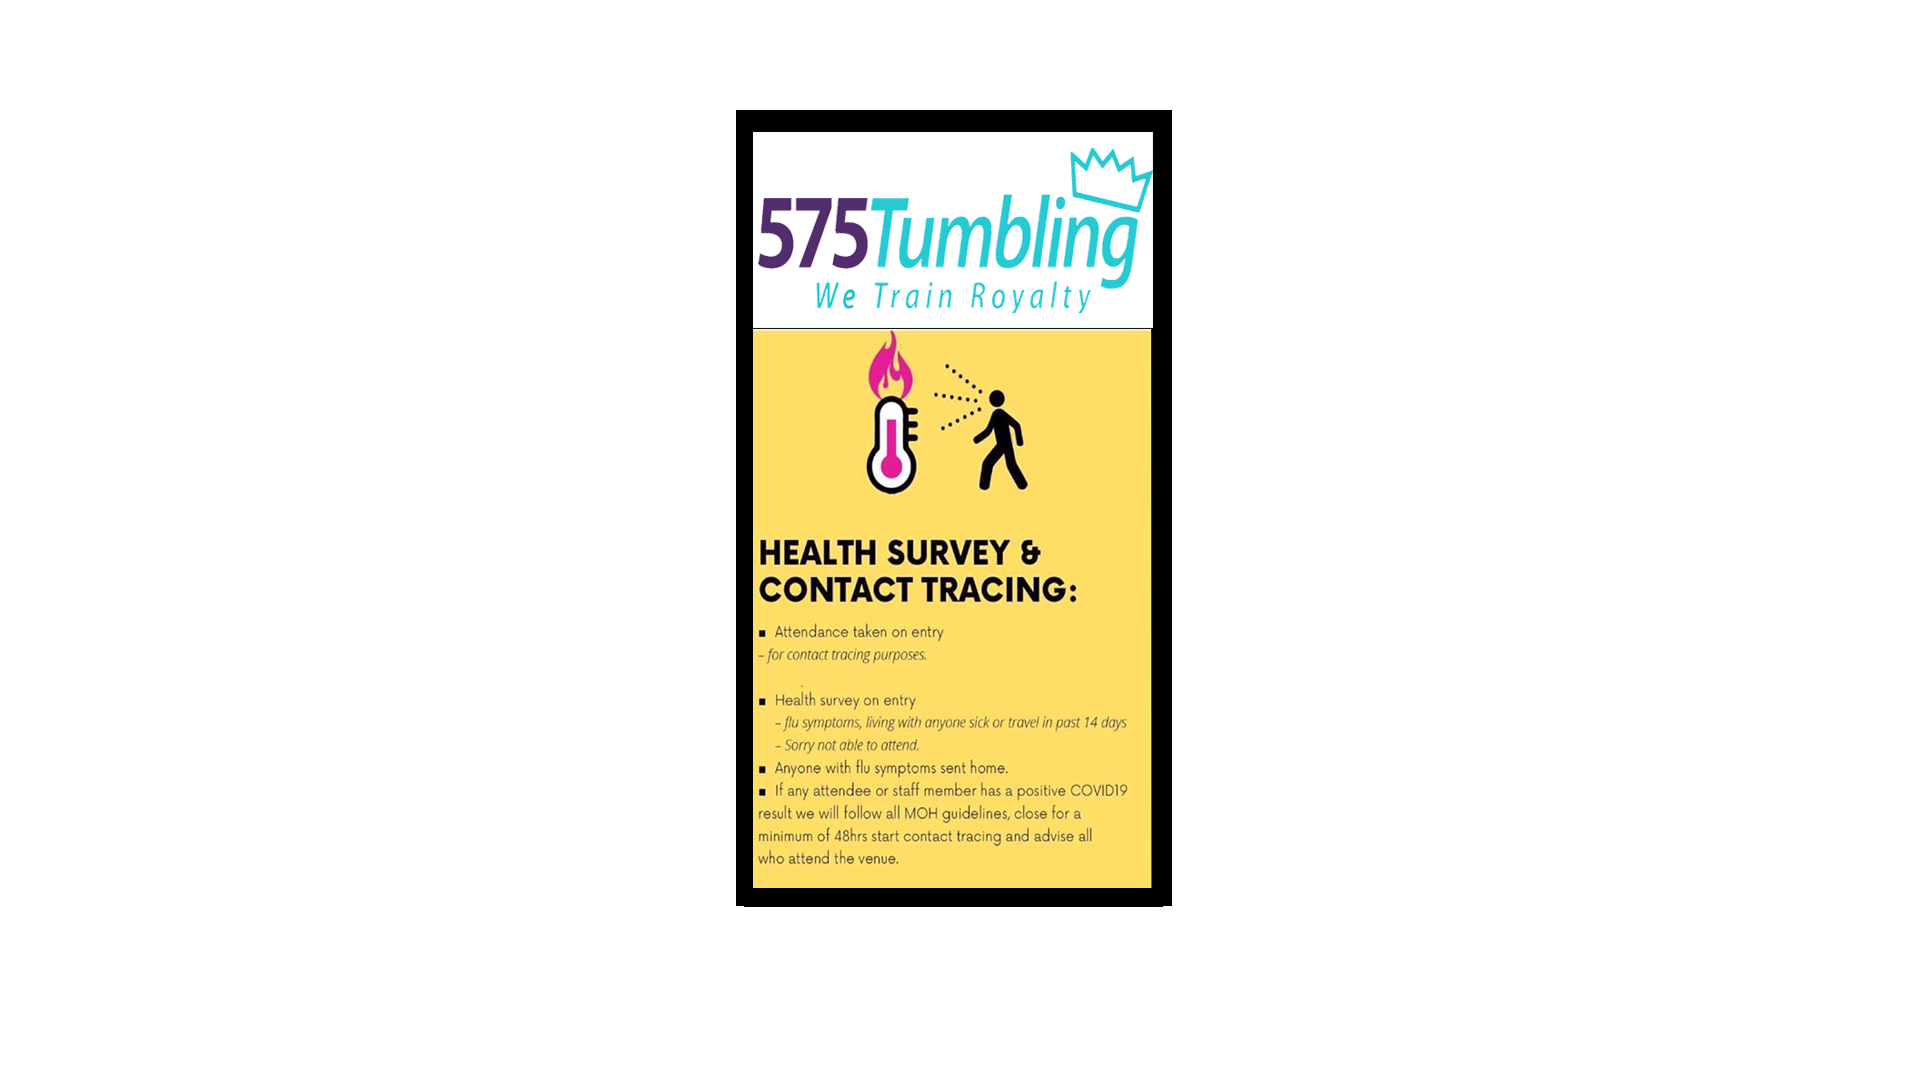 575Tumbling
We Train Royalty
HEALTH SURVEY &
CONTACT TRACING:
▪ Attendance taken on entry
– for contact tracing purposes.
▪ Health survey on entry
– flu symptoms, living with anyone sick or travel in past 14 days
– Sorry not able to attend.
▪ Anyone with flu symptoms sent home.
▪ If any attendee or staff member has a positive COVID19
result we will follow all MOH guidelines, close for a
minimum of 48hrs start contact tracing and advise all
who attend the venue.